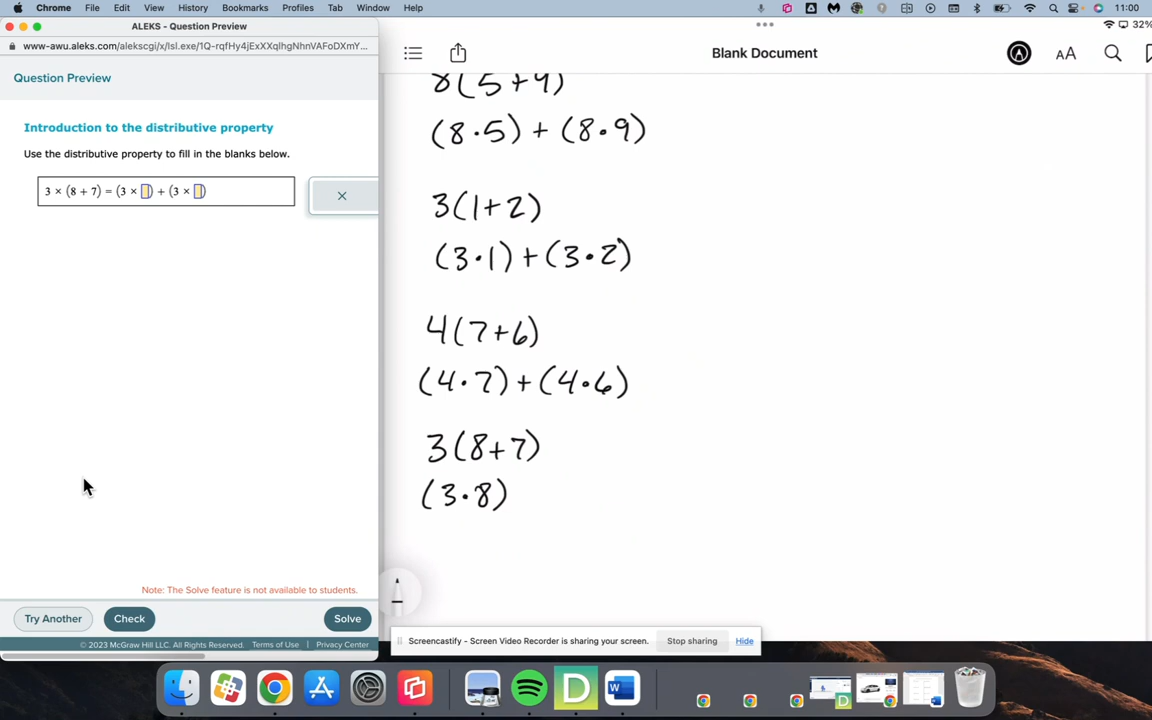 Chrome File Edit View History Bookmarks Profiles Tab Window Help 11:00
ALEKS - Question Preview
www-awu.aleks.com/alekscgi/x/Isl.exe/1Q-rqfHy4jExXXqlhgNhnVAFoDXmY...
Question Preview
Introduction to the distributive property
Use the distributive property to fill in the blanks below.
3 × (8 + 7) = (3 × ) + (3 × )
Note: The Solve feature is not available to students.
Try Another Check Solve
© 2023 McGraw Hill LLC. All Rights Reserved. Terms of Use | Privacy Center
32%
Blank Document
AA
8(5+9)
(8·5) + (8·9)
3(1+2)
(3·1)+(3·2)
4(7+6)
(4·7)+(4·6)
3(8+7)
(3·8)
Screencastify - Screen Video Recorder is sharing your screen. Stop sharing Hide